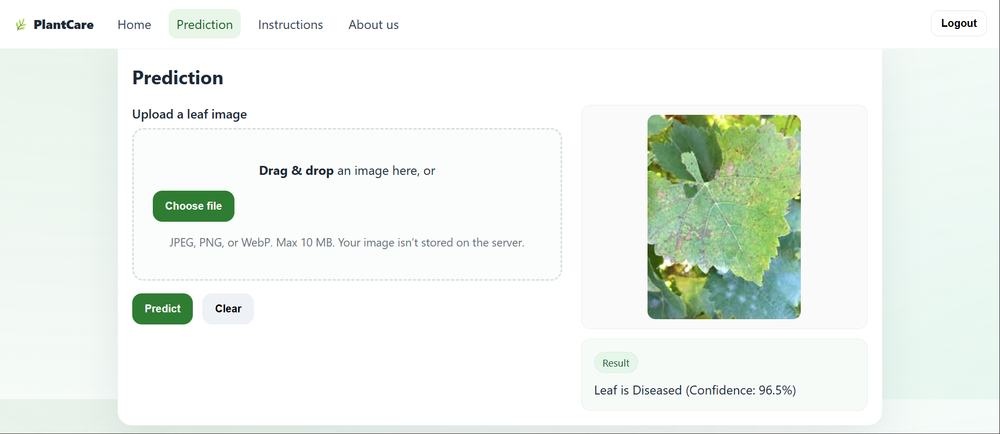 PlantCare
Home
Prediction
Instructions
About us
Logout
Prediction
Upload a leaf image
Drag & drop an image here, or
Choose file
JPEG, PNG, or WebP. Max 10 MB. Your image isn’t stored on the server.
Predict
Clear
Result
Leaf is Diseased (Confidence: 96.5%)